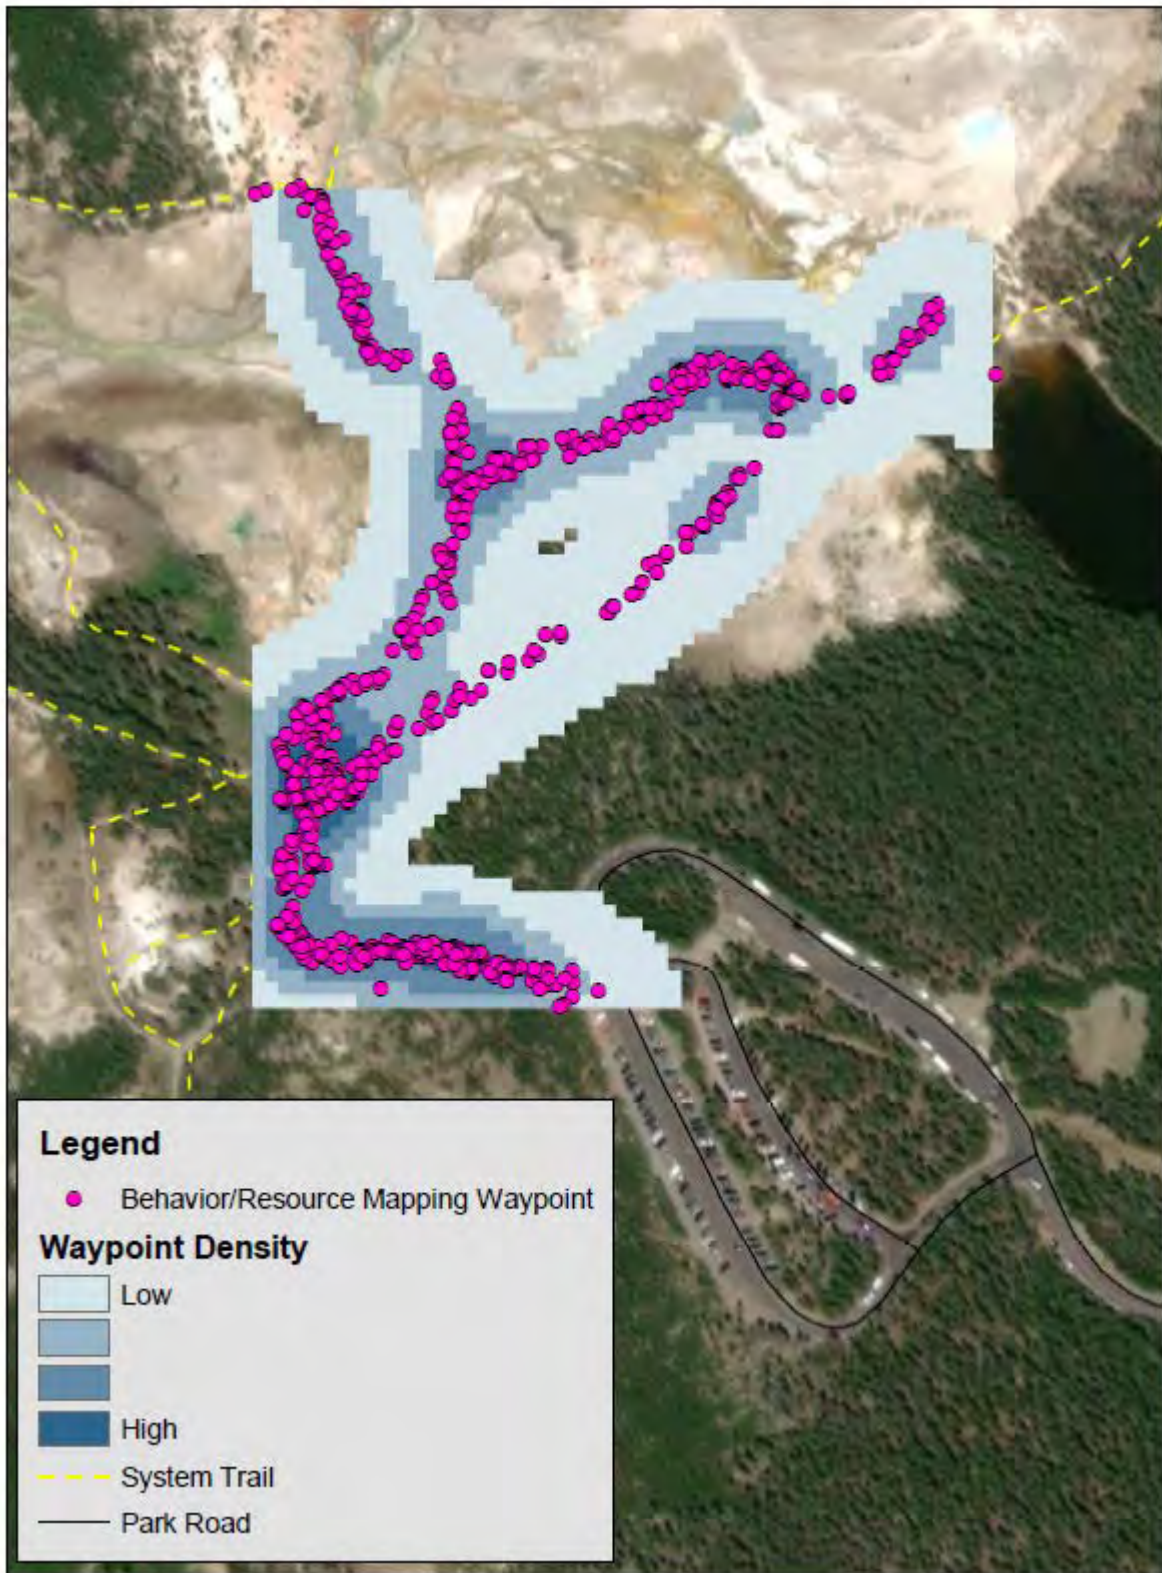 Legend
Behavior/Resource Mapping Waypoint
Waypoint Density
Low
High
System Trail
Park Road